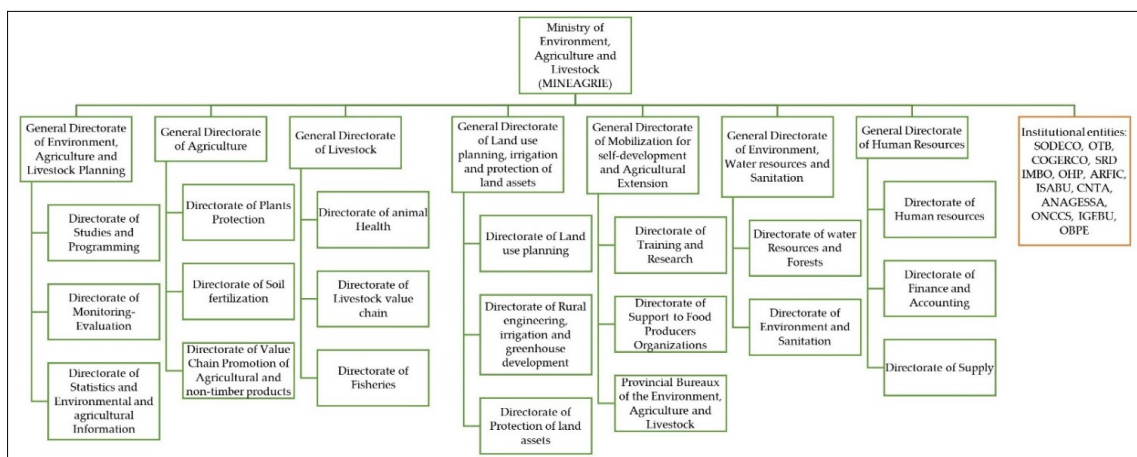 Ministry of
Environment,
Agriculture and
Livestock
(MINEAGRIE)
General Directorate
of Environment,
Agriculture and
Livestock Planning
Directorate of
Studies and
Programming
Directorate of
Monitoring-
Evaluation
Directorate of
Statistics and
Environmental and
agricultural
Information
General Directorate
of Agriculture
Directorate of Plants
Protection
Directorate of Soil
fertilization
Directorate of Value
Chain Promotion of
Agricultural and
non-timber products
General Directorate
of Livestock
Directorate of animal
Health
Directorate of
Livestock value
chain
Directorate of
Fisheries
General Directorate
of Land use
planning, irrigation
and protection of
land assets
Directorate of Land
use planning
Directorate of Rural
engineering,
irrigation and
greenhouse
development
Directorate of
Protection of land
assets
General Directorate
of Mobilization for
self-development
and Agricultural
Extension
Directorate of
Training and
Research
Directorate of
Support to Food
Producers
Organizations
Provincial Bureaux
of the Environment,
Agriculture and
Livestock
General Directorate
of Environment,
Water resources and
Sanitation
Directorate of water
Resources and
Forests
Directorate of
Environment and
Sanitation
General Directorate
of Human Resources
Directorate of
Human resources
Directorate of
Finance and
Accounting
Directorate of Supply
Institutional entities:
SODECO, OTB,
COGERCO, SRD
IMBO, OHP, ARFIC,
ISABU, CNTA,
ANAGESSA,
ONCCS, IGEBU,
OBPE